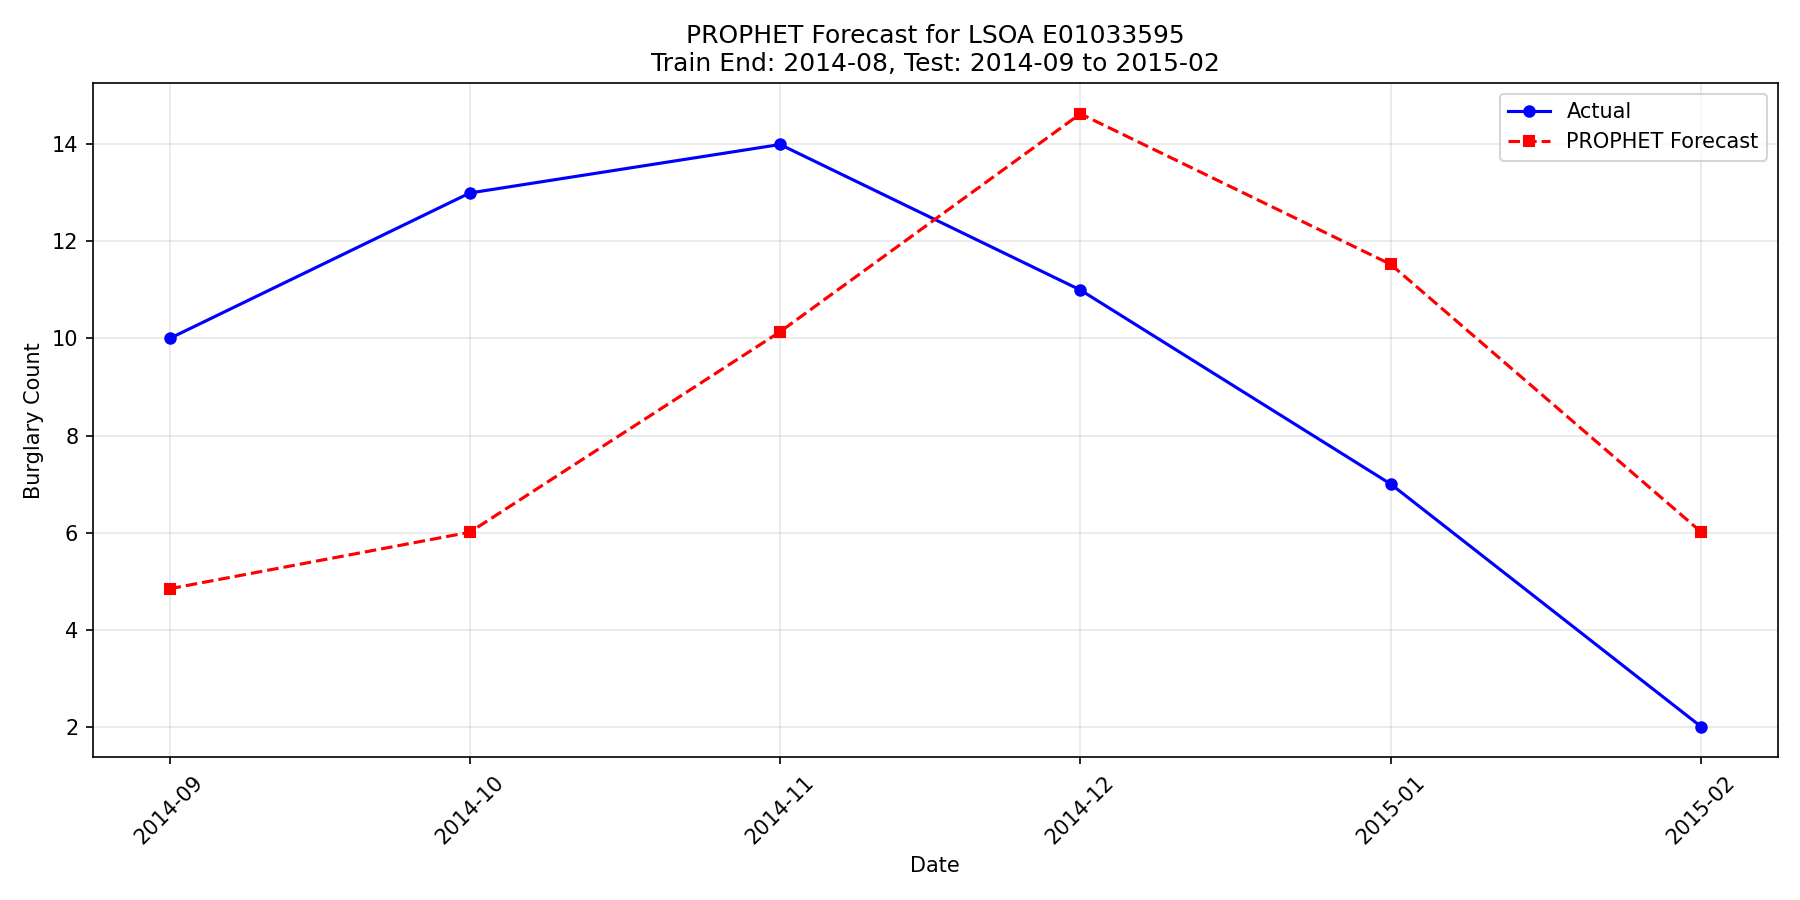 PROPHET Forecast for LSOA E01033595
Train End: 2014-08, Test: 2014-09 to 2015-02
Actual
PROPHET Forecast
Burglary Count
14
12
10
8
6
4
2
2014-09
2014-10
2014-11
2014-12
2015-01
2015-02
Date